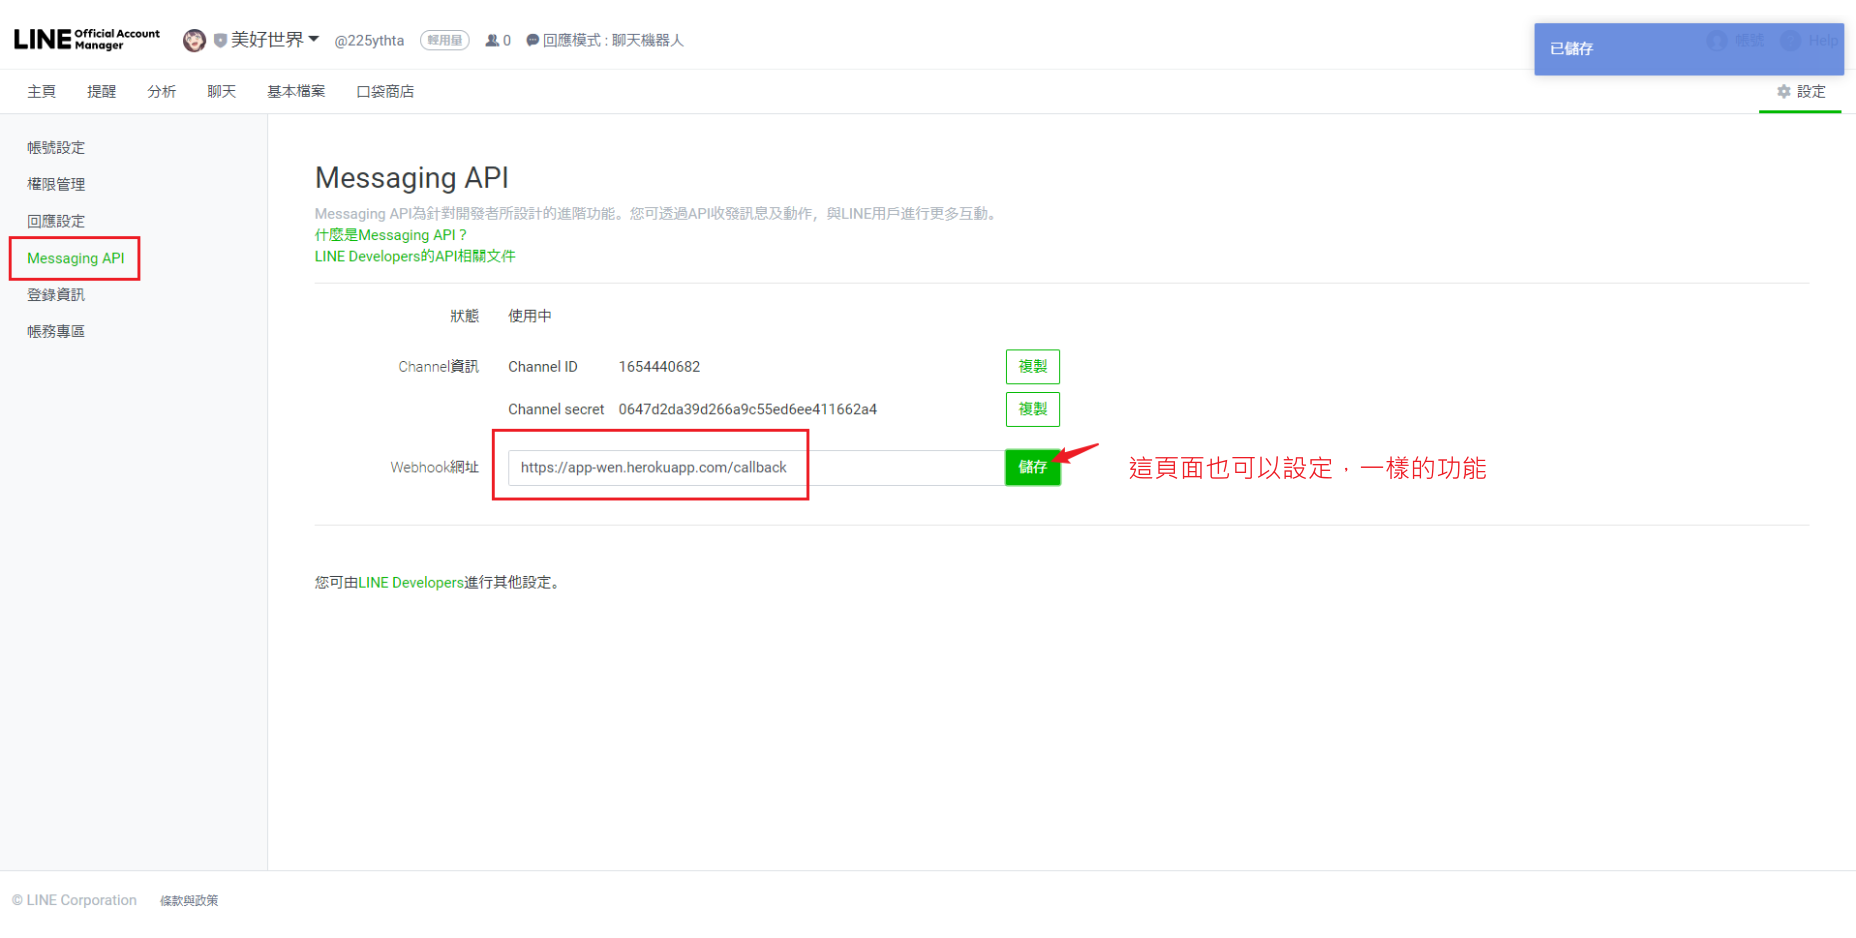 LINE Official Account Manager
美好世界
@225ythta
輕用量
0
回應模式 : 聊天機器人
已儲存
帳號
Help
主頁
提醒
分析
聊天
基本檔案
口袋商店
設定
帳號設定
權限管理
回應設定
Messaging API
登錄資訊
帳務專區
Messaging API
Messaging API為針對開發者所設計的進階功能。您可透過API收發訊息及動作，與LINE用戶進行更多互動。
什麼是Messaging API？
LINE Developers的API相關文件
狀態 使用中
Channel資訊 Channel ID 1654440682 複製
Channel secret 0647d2da39d266a9c55ed6ee411662a4 複製
Webhook網址 https://app-wen.herokuapp.com/callback 儲存
這頁面也可以設定，一樣的功能
您可由LINE Developers進行其他設定。
© LINE Corporation
條款與政策